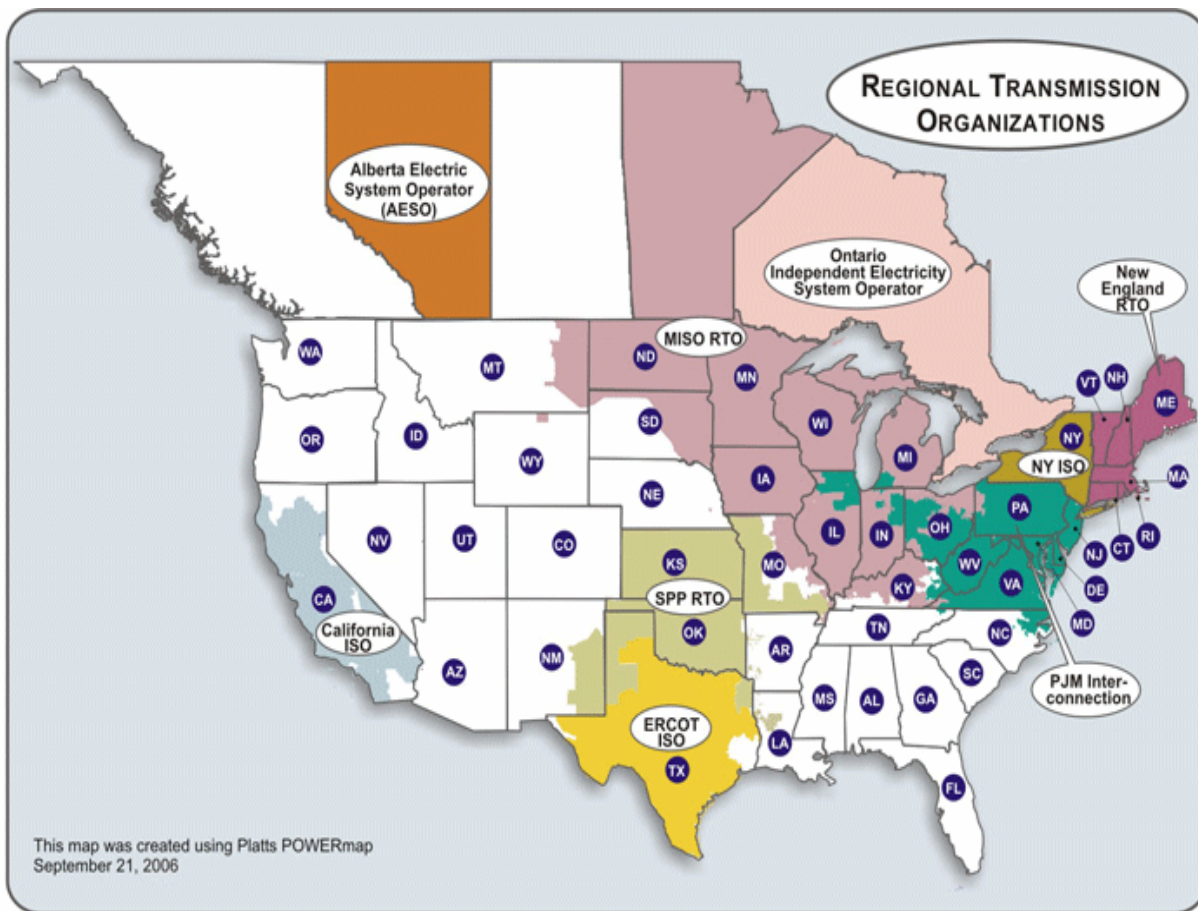 REGIONAL TRANSMISSION
ORGANIZATIONS
Alberta Electric
System Operator
(AESO)
Ontario
Independent Electricity
System Operator
New
England
RTO
MISO RTO
WA
MT
ND
MN
VT
NH
ME
OR
ID
SD
WI
MI
NY
NY ISO
WY
MA
IA
NE
PA
NV
UT
CO
IL
IN
OH
RI
CT
NJ
KS
MO
WV
VA
KY
DE
CA
SPP RTO
MD
California
ISO
OK
TN
NC
AZ
NM
AR
SC
PJM Inter-
connection
MS
AL
GA
ERCOT
ISO
LA
TX
FL
This map was created using Platts POWERmap
September 21, 2006